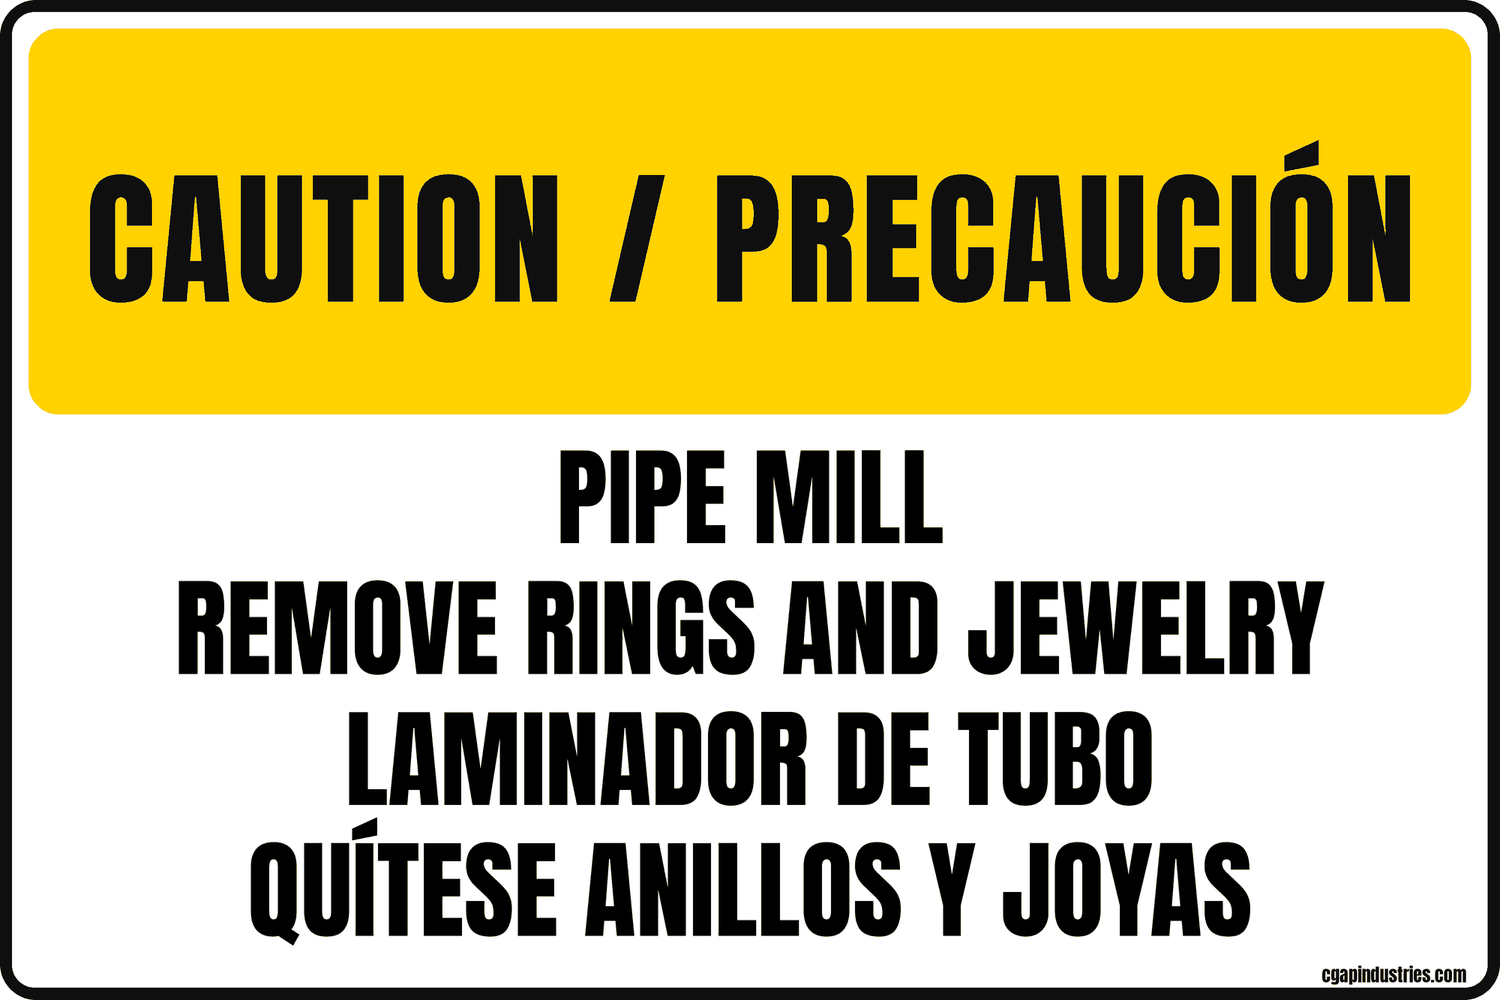 CAUTION / PRECAUCIÓN
PIPE MILL
REMOVE RINGS AND JEWELRY
LAMINADOR DE TUBO
QUÍTESE ANILLOS Y JOYAS
cgapindustries.com